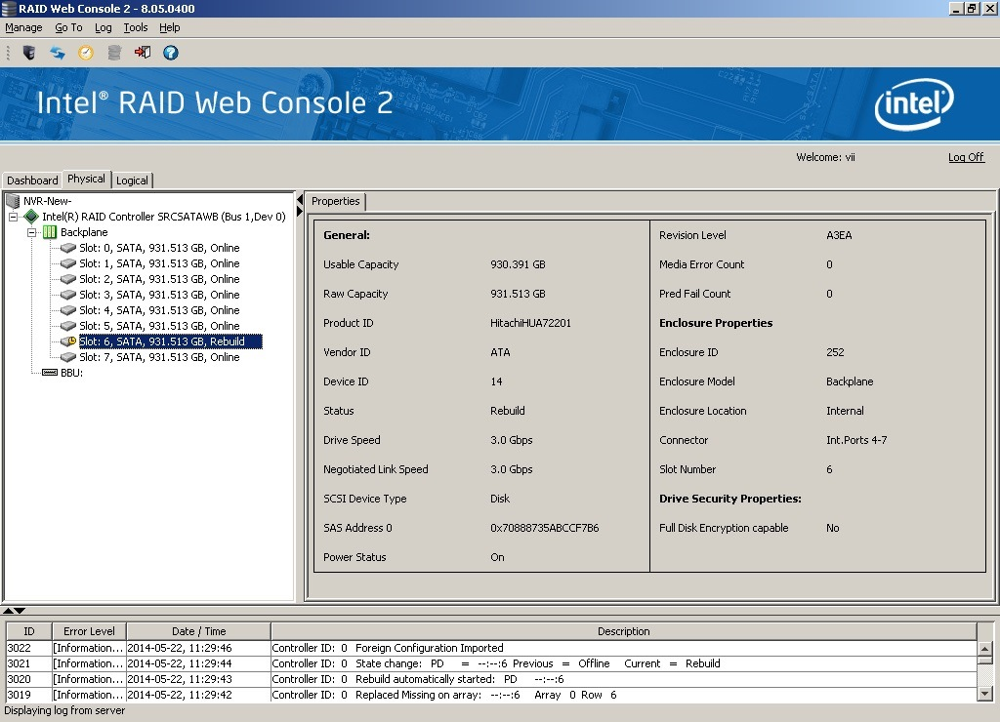 RAID Web Console 2 - 8.05.0400
Manage Go To Log Tools Help
Intel® RAID Web Console 2
intel®
Welcome: vii Log Off
Dashboard Physical Logical
NVR-New-
Intel(R) RAID Controller SRCSATAWB (Bus 1,Dev 0)
Backplane
Slot: 0, SATA, 931.513 GB, Online
Slot: 1, SATA, 931.513 GB, Online
Slot: 2, SATA, 931.513 GB, Online
Slot: 3, SATA, 931.513 GB, Online
Slot: 4, SATA, 931.513 GB, Online
Slot: 5, SATA, 931.513 GB, Online
Slot: 6, SATA, 931.513 GB, Rebuild
Slot: 7, SATA, 931.513 GB, Online
BBU:
Properties
General:
Usable Capacity 930.391 GB
Raw Capacity 931.513 GB
Product ID HitachiHUA72201
Vendor ID ATA
Device ID 14
Status Rebuild
Drive Speed 3.0 Gbps
Negotiated Link Speed 3.0 Gbps
SCSI Device Type Disk
SAS Address 0 0x70888735ABCCF7B6
Power Status On
Revision Level A3EA
Media Error Count 0
Pred Fail Count 0
Enclosure Properties
Enclosure ID 252
Enclosure Model Backplane
Enclosure Location Internal
Connector Int.Ports 4-7
Slot Number 6
Drive Security Properties:
Full Disk Encryption capable No
ID Error Level Date / Time Description
3022 [Information... 2014-05-22, 11:29:46 Controller ID: 0 Foreign Configuration Imported
3021 [Information... 2014-05-22, 11:29:44 Controller ID: 0 State change: PD = --:--:6 Previous = Offline Current = Rebuild
3020 [Information... 2014-05-22, 11:29:43 Controller ID: 0 Rebuild automatically started: PD --:--:6
3019 [Information... 2014-05-22, 11:29:42 Controller ID: 0 Replaced Missing on array: --:--:6 Array 0 Row 6
Displaying log from server